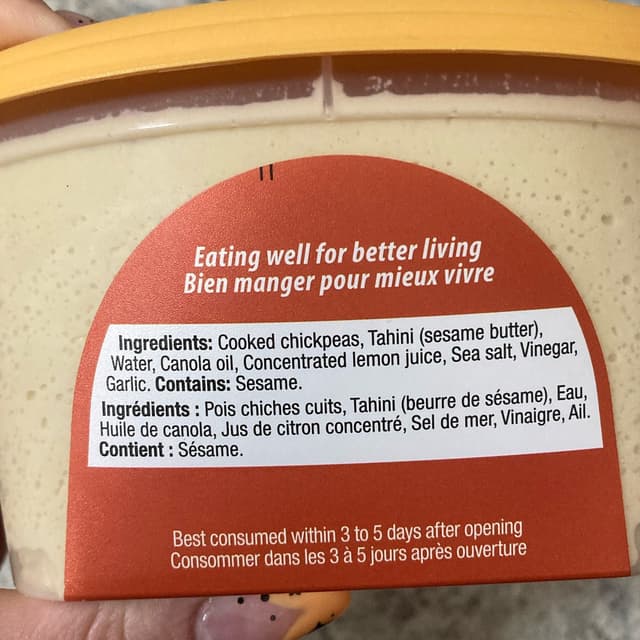 Eating well for better living
Bien manger pour mieux vivre
Ingredients: Cooked chickpeas, Tahini (sesame butter),
Water, Canola oil, Concentrated lemon juice, Sea salt, Vinegar,
Garlic. Contains: Sesame.
Ingrédients : Pois chiches cuits, Tahini (beurre de sésame), Eau,
Huile de canola, Jus de citron concentré, Sel de mer, Vinaigre, Ail.
Contient : Sésame.
Best consumed within 3 to 5 days after opening
Consommer dans les 3 à 5 jours après ouverture